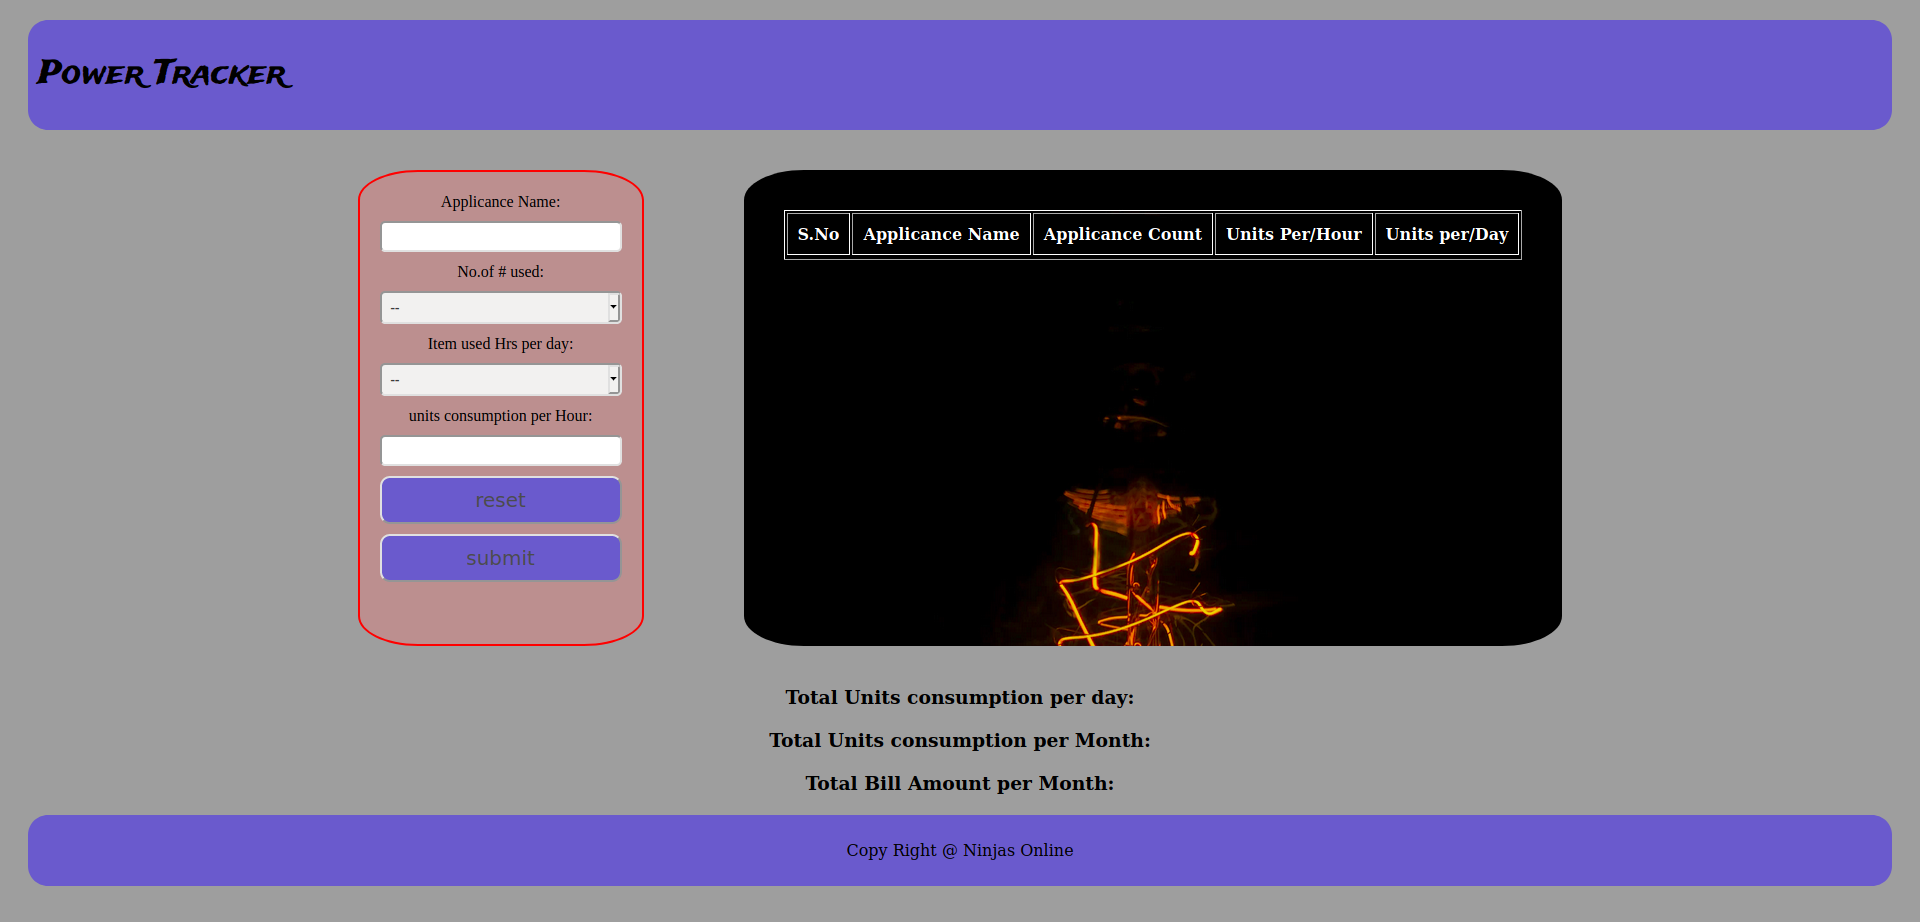 Power Tracker
Applicance Name:
No.of # used:
--
Item used Hrs per day:
--
units consumption per Hour:
reset
submit
S.No Applicance Name Applicance Count Units Per/Hour Units per/Day
Total Units consumption per day:
Total Units consumption per Month:
Total Bill Amount per Month:
Copy Right @ Ninjas Online